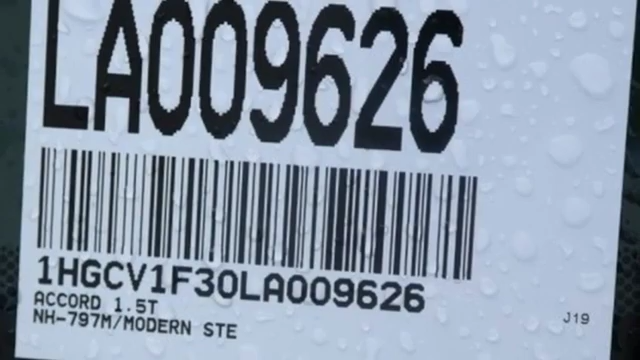 LA009626
1HGCV1F30LA009626
ACCORD 1.5T
NH-797M/MODERN STE
J19